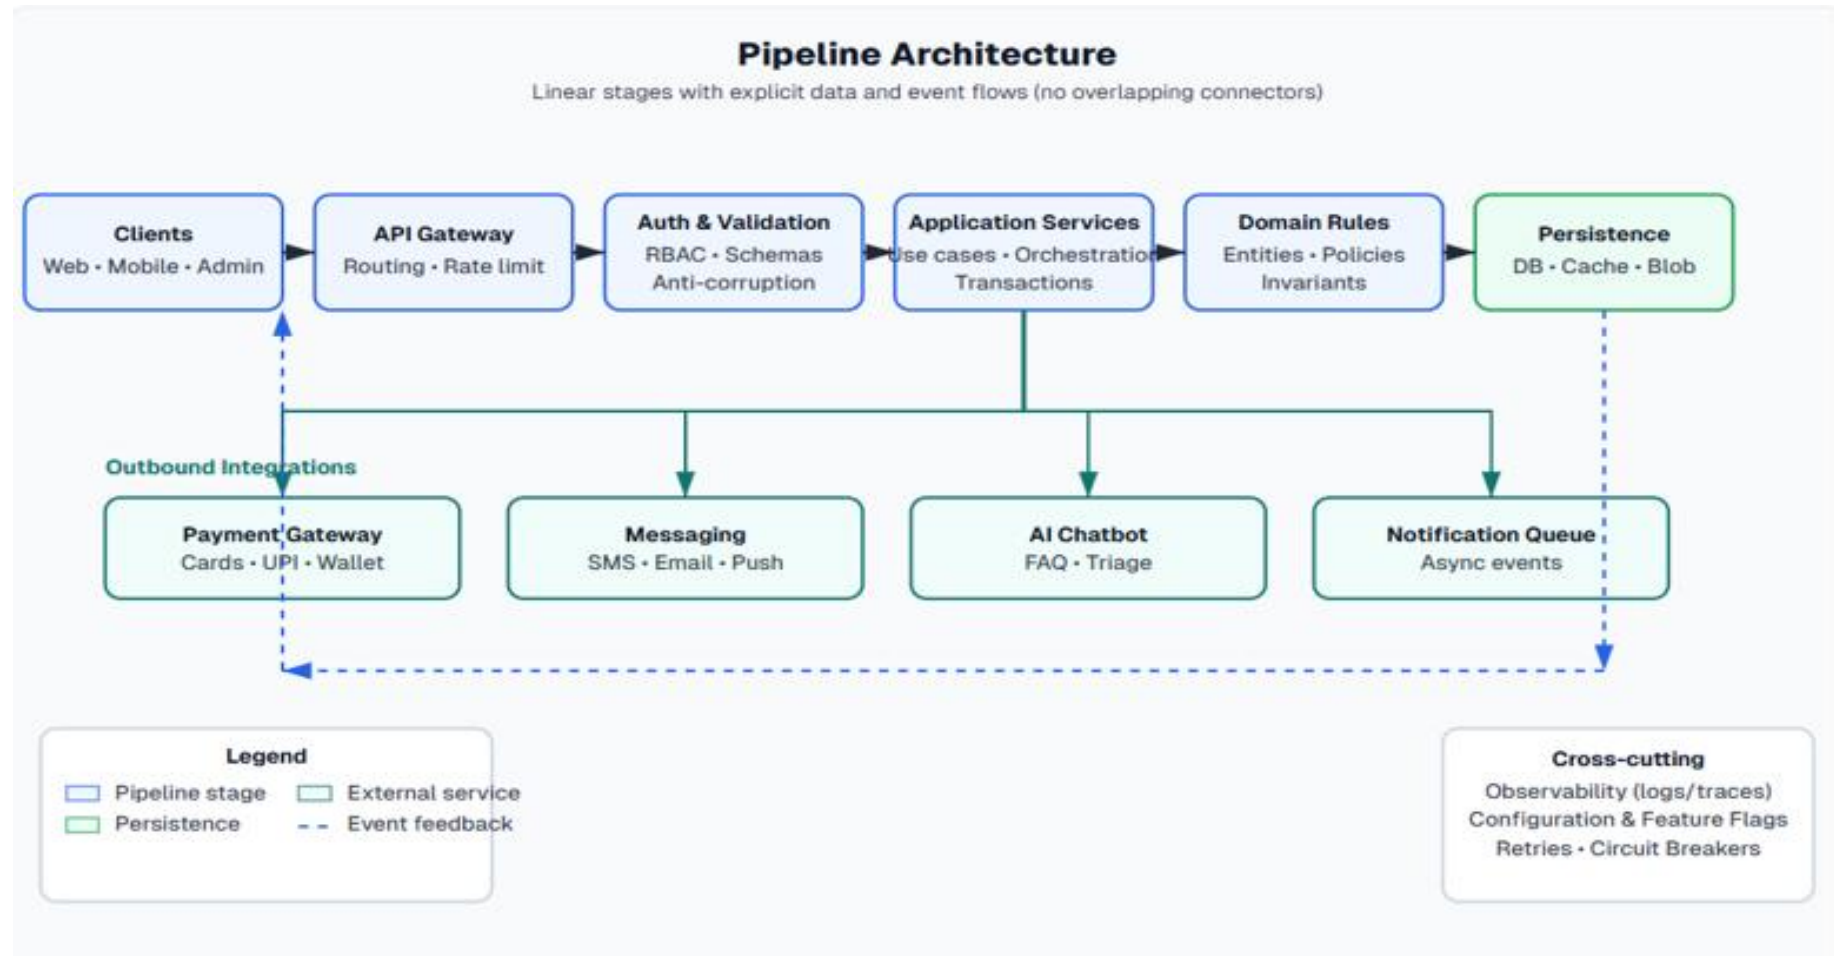 Pipeline Architecture
Linear stages with explicit data and event flows (no overlapping connectors)
Clients
Web • Mobile • Admin
API Gateway
Routing • Rate limit
Auth & Validation
RBAC • Schemas
Anti-corruption
Application Services
Use cases • Orchestration
Transactions
Domain Rules
Entities • Policies
Invariants
Persistence
DB • Cache • Blob
Outbound Integrations
Payment Gateway
Cards • UPI • Wallet
Messaging
SMS • Email • Push
AI Chatbot
FAQ • Triage
Notification Queue
Async events
Legend
Pipeline stage
External service
Persistence
Event feedback
Cross-cutting
Observability (logs/traces)
Configuration & Feature Flags
Retries • Circuit Breakers